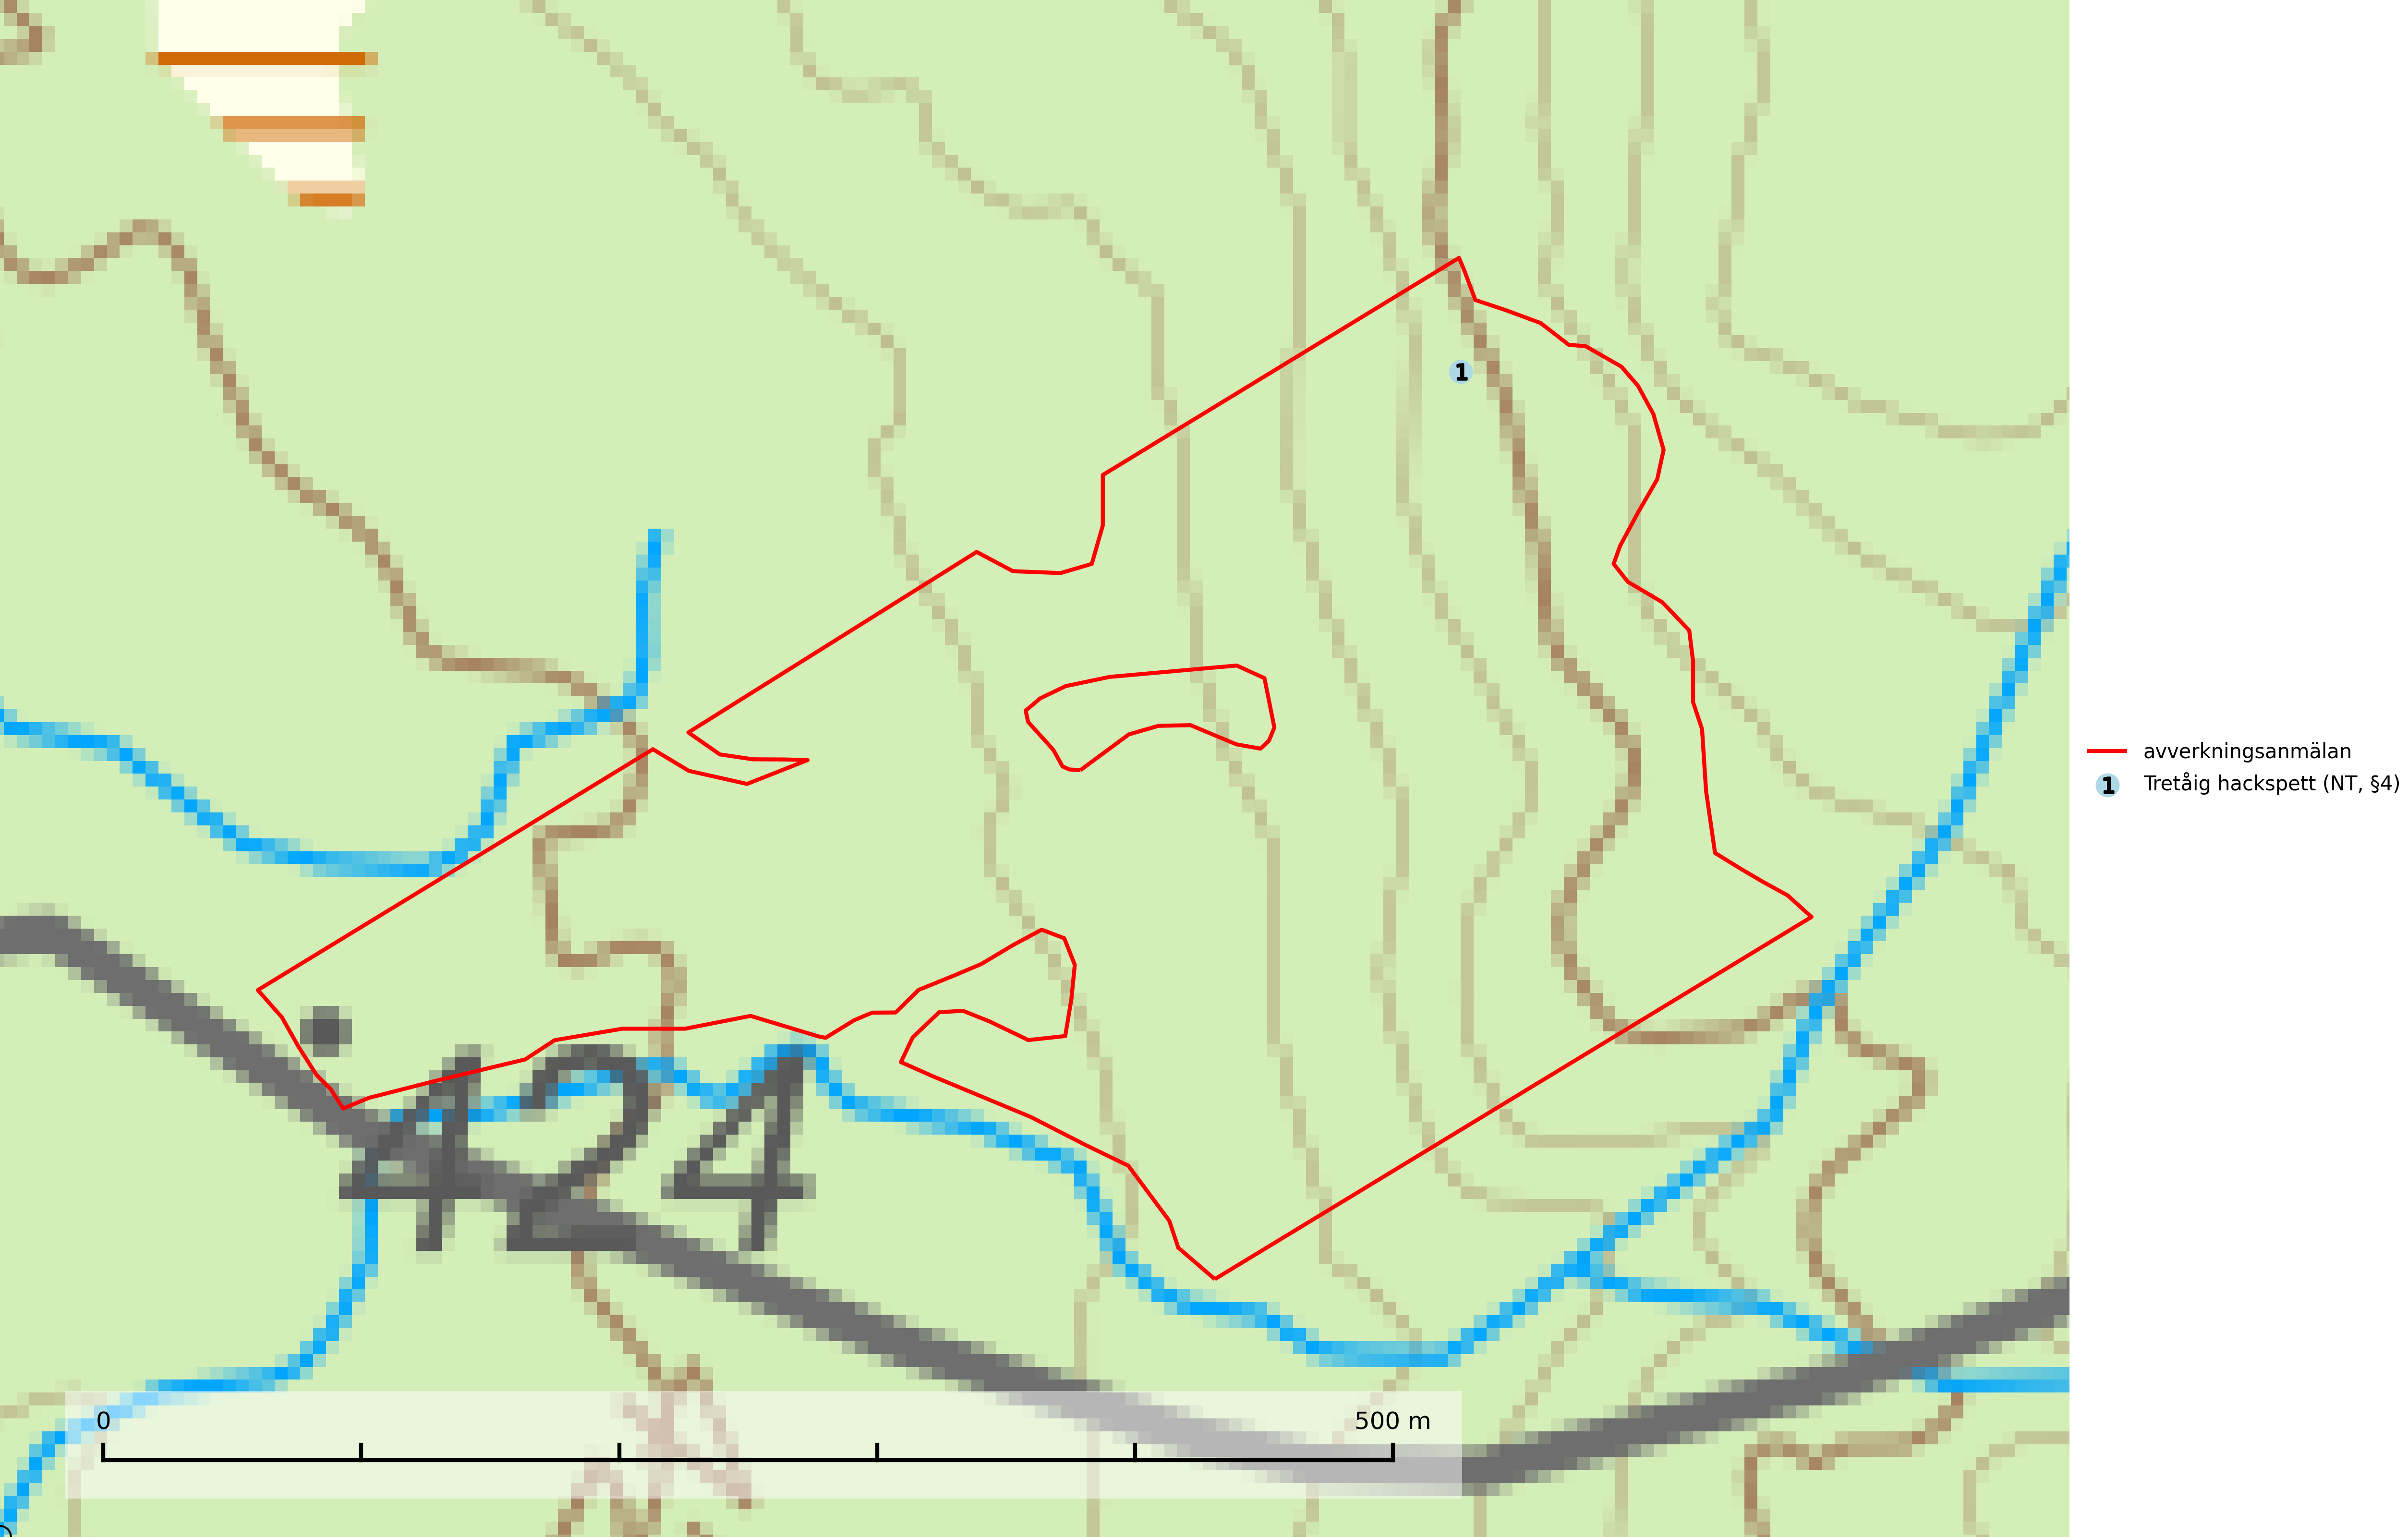 1
avverkningsanmälan
1 Tretåig hackspett (NT, §4)
424
0 500 m